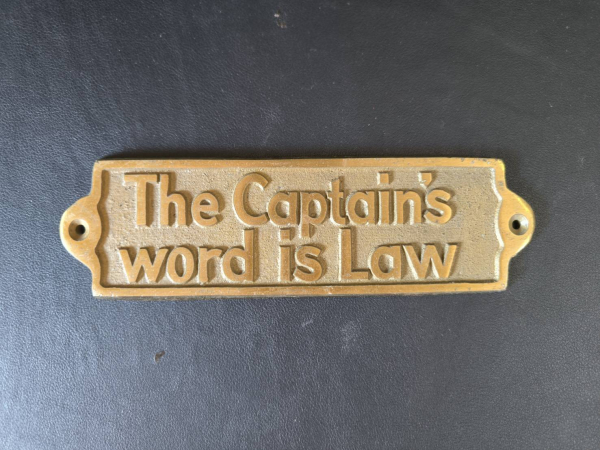 The Captain's
word is Law